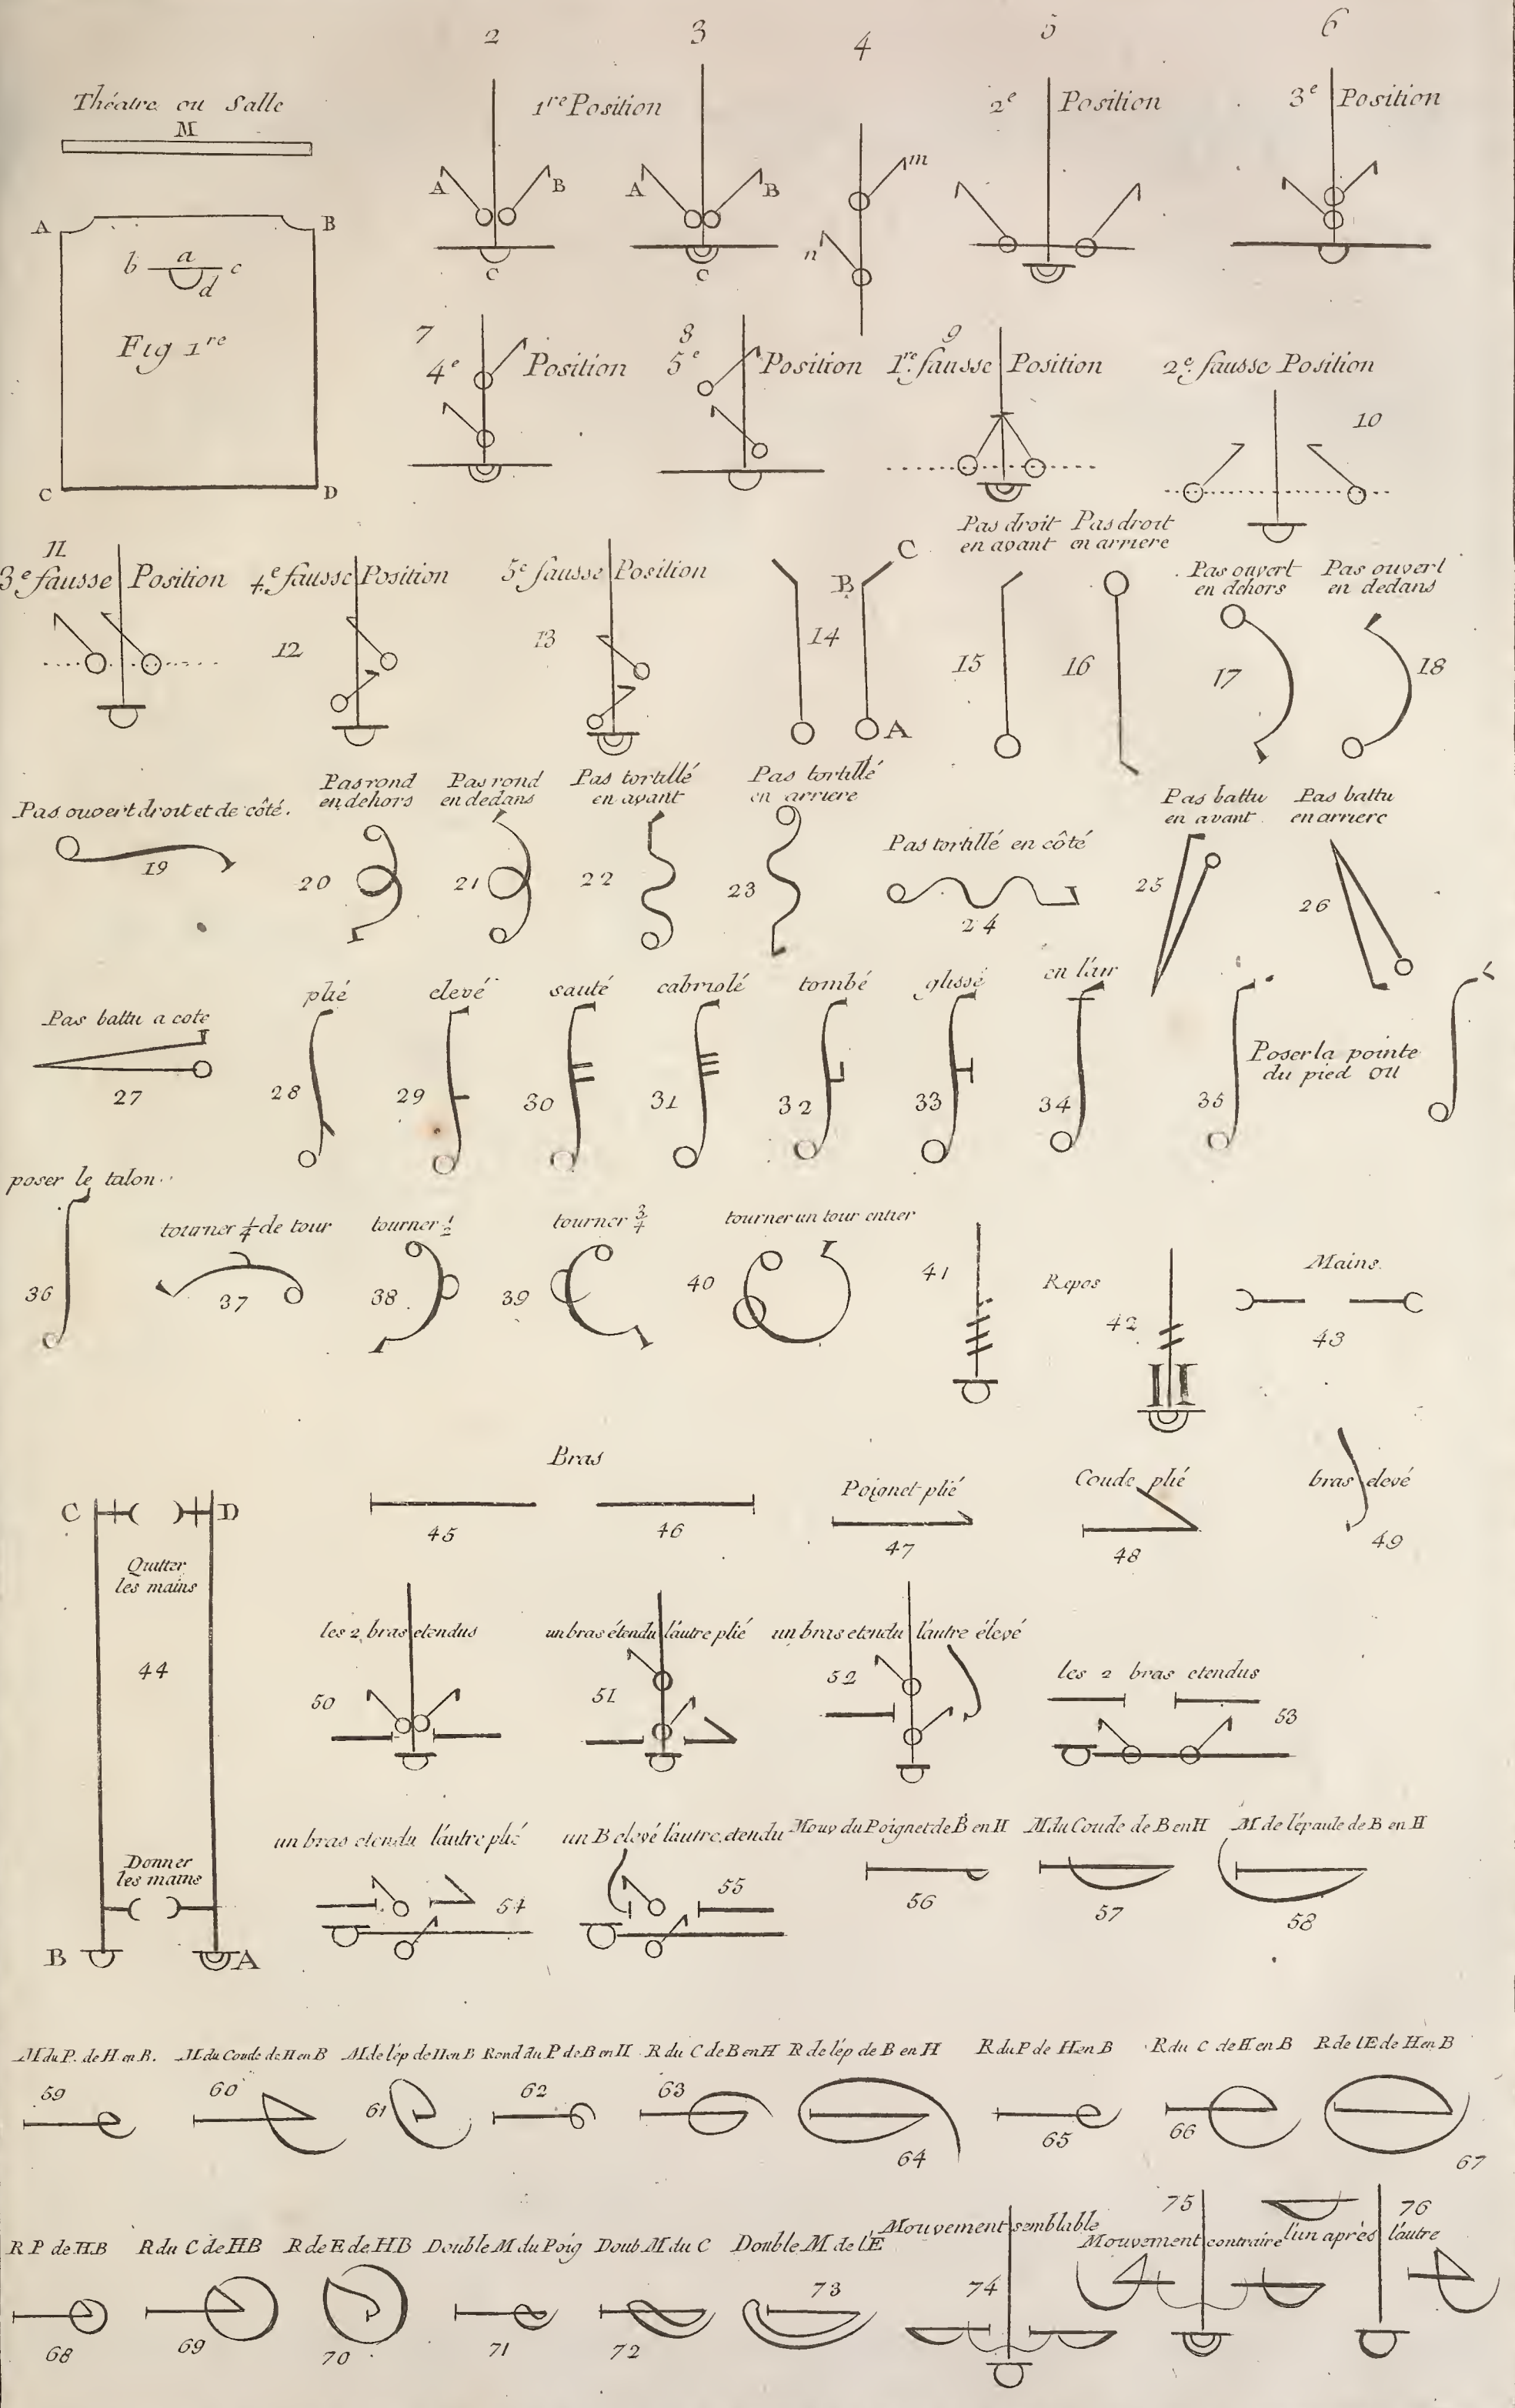 2
3
4
5
6
Théatre ou Salle
M
1re Position
2e Position
3e Position
A B
A B
m
n
C
C
A B
b a c
d
Fig 1re
C D
7
4e Position
8
5e Position
9
1re fausse Position
2e fausse Position
10
11
3e fausse Position
4e fausse Position
12
5e fausse Position
13
14
C
B
A
Pas droit
en avant
15
Pas droit
en arriere
16
Pas ouvert
en dehors
17
Pas ouvert
en dedans
18
Pas ouvert droit et de côté.
19
Pas rond
en dehors
20
Pas rond
en dedans
21
Pas tortillé
en avant
22
Pas tortillé
en arriere
23
Pas tortillé en côté
24
Pas battu
en avant
25
Pas battu
en arriere
26
Pas battu a coté
27
plié
28
elevé
29
sauté
30
cabriolé
31
tombé
32
glissé
33
en l'air
34
35
Poser la pointe
du pied ou
poser le talon
36
tourner 1/4 de tour
37
tourner 1/2
38
tourner 3/4
39
tourner un tour entier
40
41
Repos
42
Mains.
43
C D
Quitter
les mains
44
Donner
les mains
B A
Bras
45
46
Poignet plié
47
Coude plié
48
bras elevé
49
les 2 bras etendus
50
un bras étendu l'autre plié
51
un bras etendu l'autre élevé
52
les 2 bras etendus
53
un bras etendu l'autre plié
54
un B elevé l'autre etendu
55
Mouv du Poignet de B en H
56
M du Coude de B en H
57
M de l'épaule de B en H
58
M du P. de H en B.
59
M du Coude de H en B
60
M de l'ép de H en B
61
Rond du P de B en H
62
R du C de B en H
63
R de l'ép de B en H
64
R du P de H en B
65
R du C de H en B
66
R de l'E de H en B
67
R P de H B
68
R du C de H B
69
R de E de H B
70
Double M du Poig
71
Doub M du C
72
Double M de l'E
73
Mouvement semblable
74
75
Mouvement contraire
76
l'un après l'autre